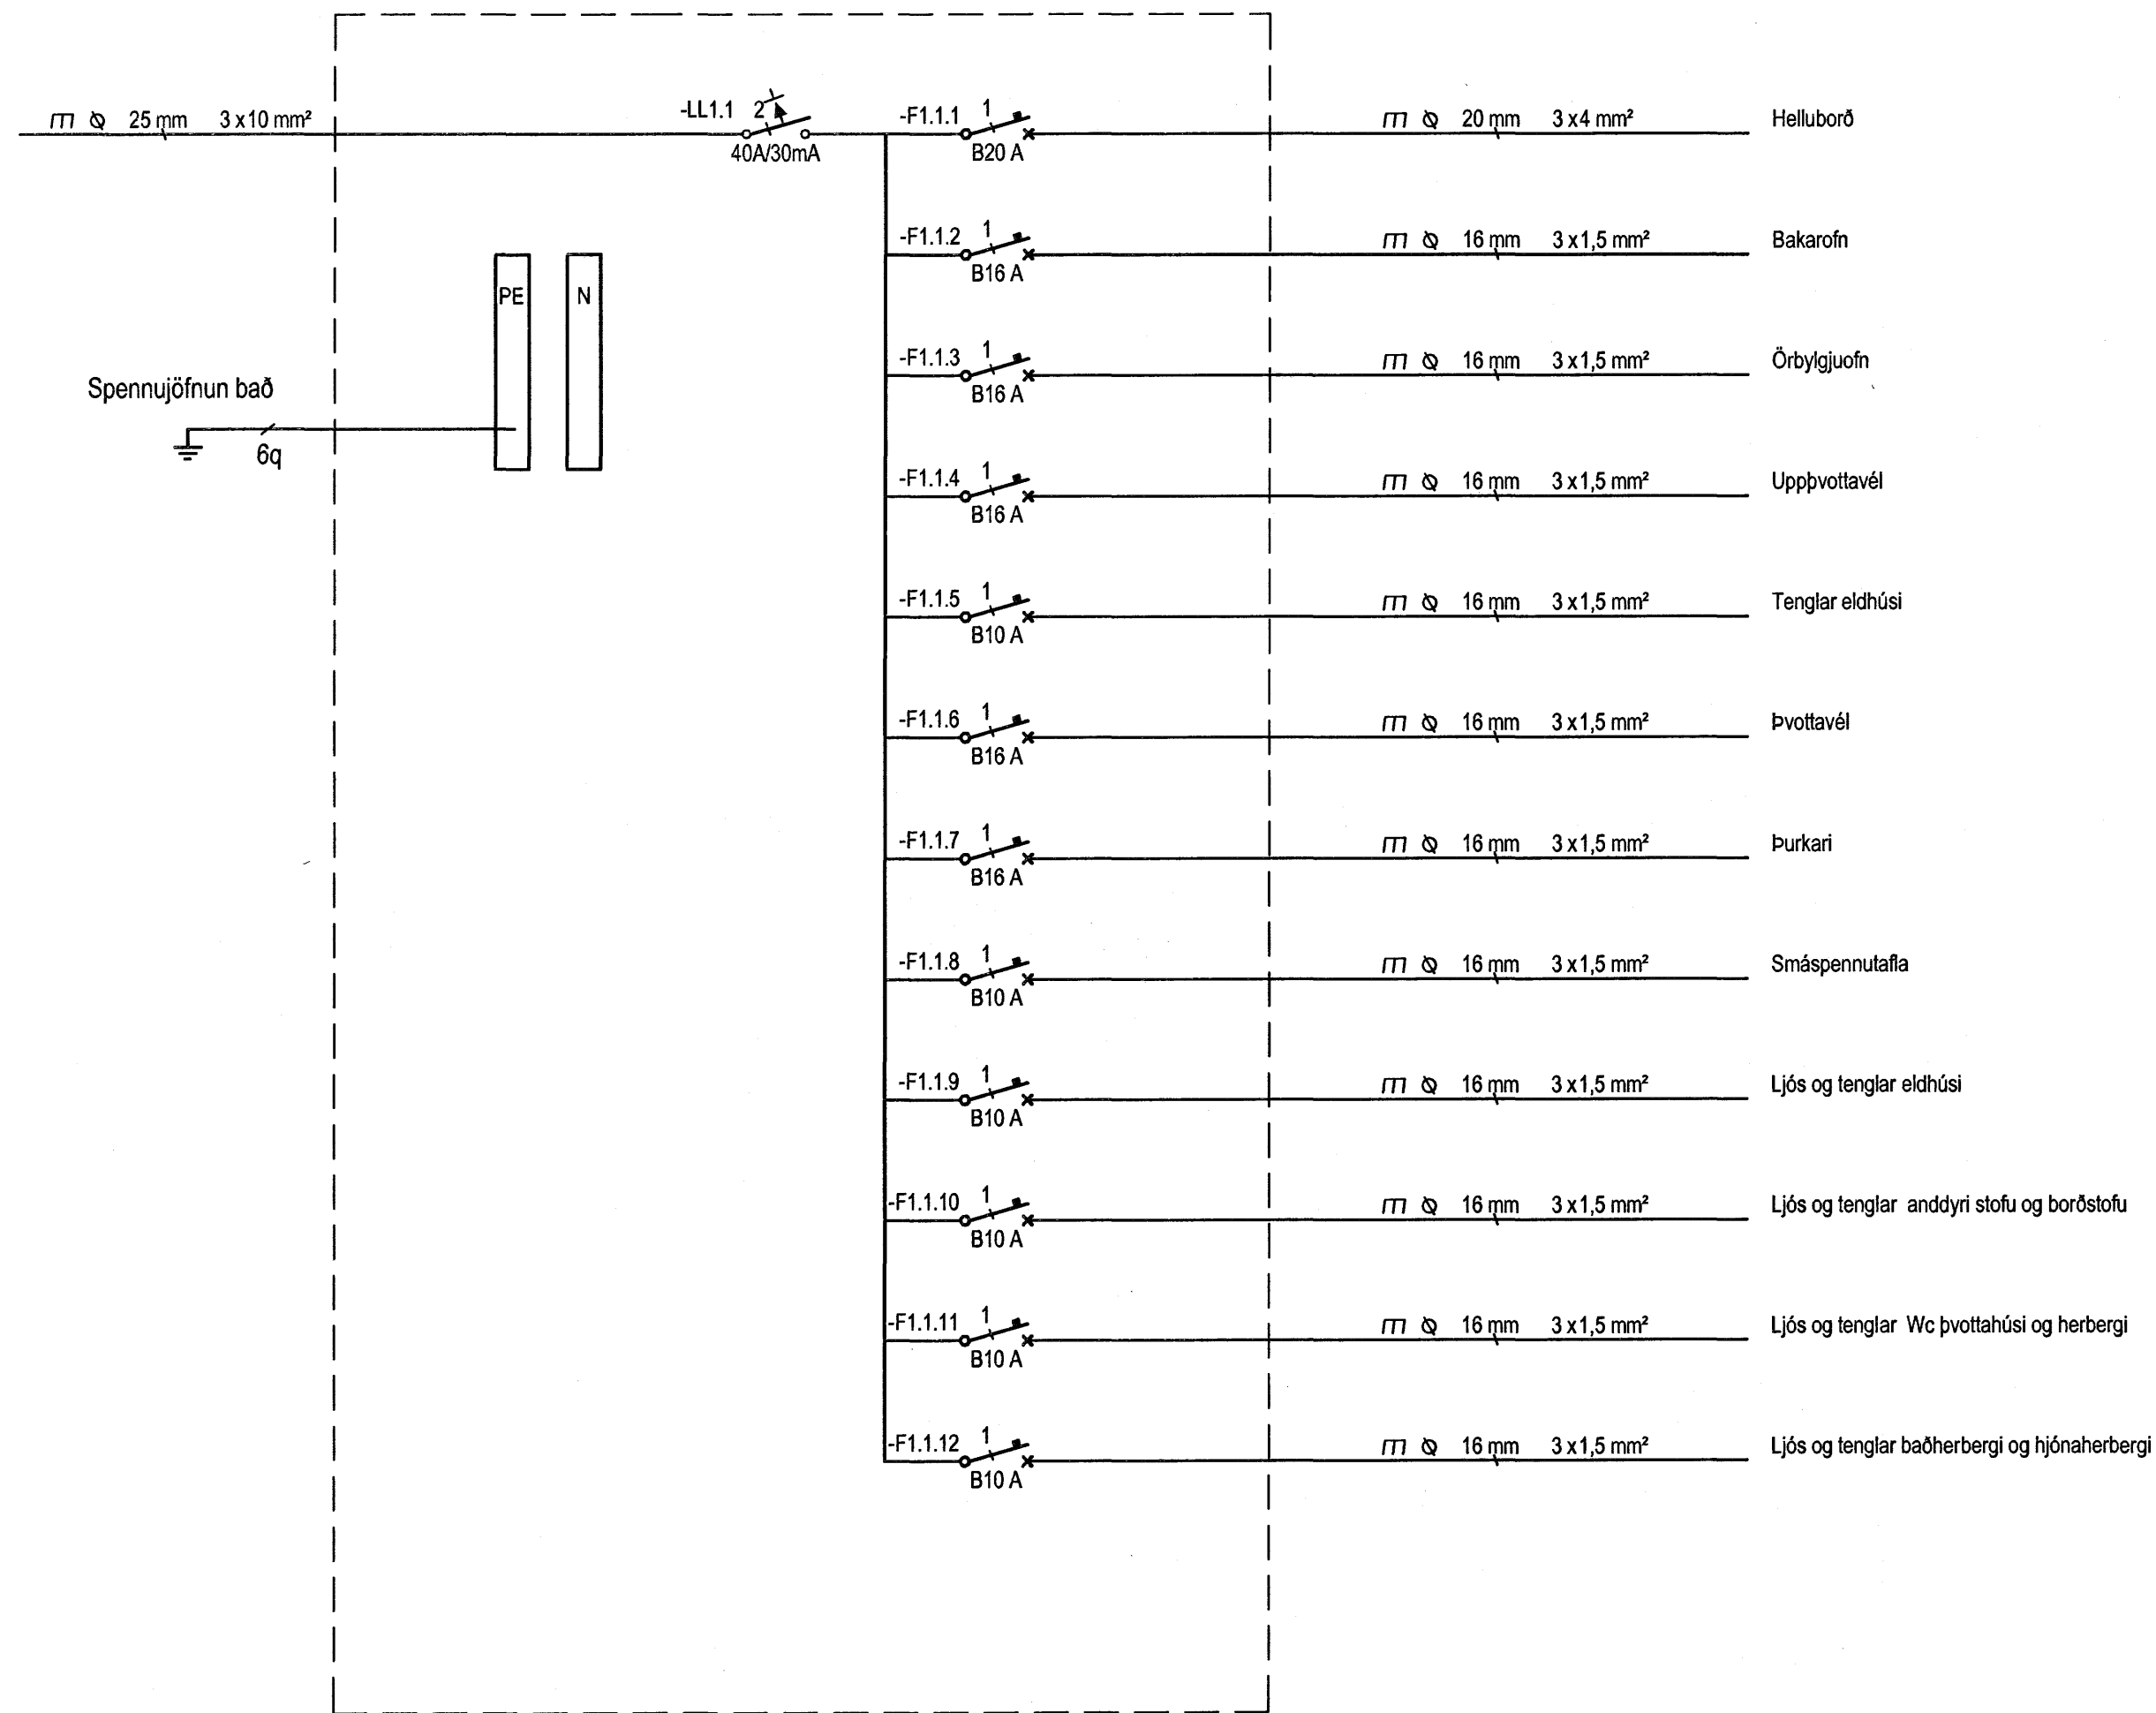 25 mm 3 x 10 mm²
-LL1.1 2
40A/30mA
PE N
Spennujöfnun bað
6q
-F1.1.1 1 B20 A 20 mm 3 x 4 mm² Helluborð
-F1.1.2 1 B16 A 16 mm 3 x 1,5 mm² Bakarofn
-F1.1.3 1 B16 A 16 mm 3 x 1,5 mm² Örbylgjuofn
-F1.1.4 1 B16 A 16 mm 3 x 1,5 mm² Uppþvottavél
-F1.1.5 1 B10 A 16 mm 3 x 1,5 mm² Tenglar eldhúsi
-F1.1.6 1 B16 A 16 mm 3 x 1,5 mm² Þvottavél
-F1.1.7 1 B16 A 16 mm 3 x 1,5 mm² Þurkari
-F1.1.8 1 B10 A 16 mm 3 x 1,5 mm² Smáspennutafla
-F1.1.9 1 B10 A 16 mm 3 x 1,5 mm² Ljós og tenglar eldhúsi
-F1.1.10 1 B10 A 16 mm 3 x 1,5 mm² Ljós og tenglar anddyri stofu og borðstofu
-F1.1.11 1 B10 A 16 mm 3 x 1,5 mm² Ljós og tenglar Wc þvottahúsi og herbergi
-F1.1.12 1 B10 A 16 mm 3 x 1,5 mm² Ljós og tenglar baðherbergi og hjónaherbergi